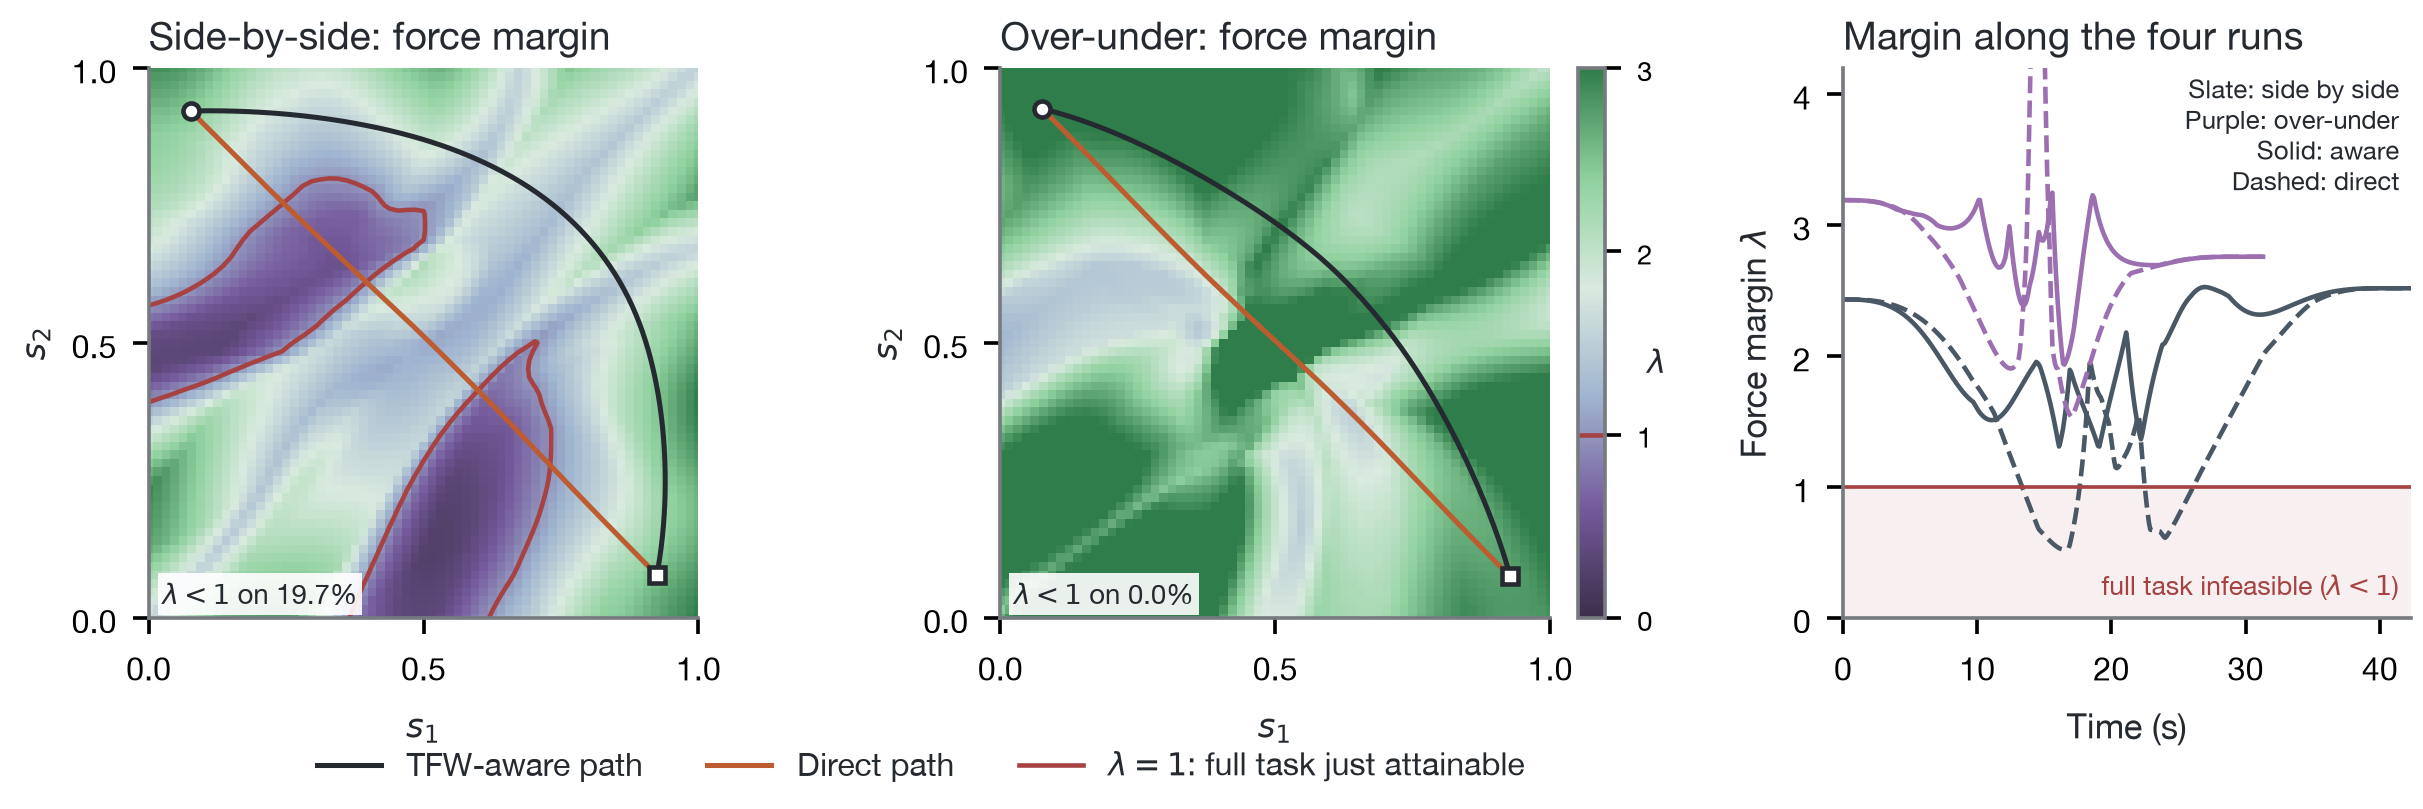 Side-by-side: force margin
1.0
0.5
0.0
s₂
0.0
0.5
1.0
s₁
λ < 1 on 19.7%
Over-under: force margin
1.0
0.5
0.0
s₂
0.0
0.5
1.0
s₁
λ < 1 on 0.0%
3
2
1
0
λ
Margin along the four runs
Slate: side by side
Purple: over-under
Solid: aware
Dashed: direct
4
3
2
1
0
Force margin λ
full task infeasible (λ < 1)
0
10
20
30
40
Time (s)
TFW-aware path
Direct path
λ = 1: full task just attainable